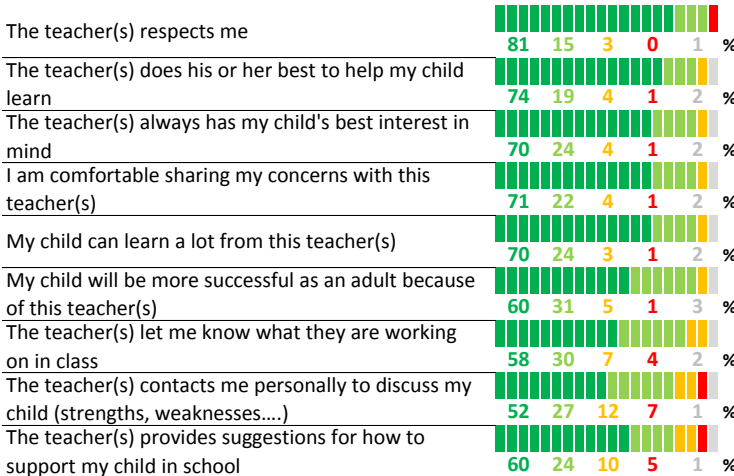 The teacher(s) respects me
81 15 3 0 1 %
The teacher(s) does his or her best to help my child
learn
74 19 4 1 2 %
The teacher(s) always has my child's best interest in
mind
70 24 4 1 2 %
I am comfortable sharing my concerns with this
teacher(s)
71 22 4 1 2 %
My child can learn a lot from this teacher(s)
70 24 3 1 2 %
My child will be more successful as an adult because
of this teacher(s)
60 31 5 1 3 %
The teacher(s) let me know what they are working
on in class
58 30 7 4 2 %
The teacher(s) contacts me personally to discuss my
child (strengths, weaknesses....)
52 27 12 7 1 %
The teacher(s) provides suggestions for how to
support my child in school
60 24 10 5 1 %